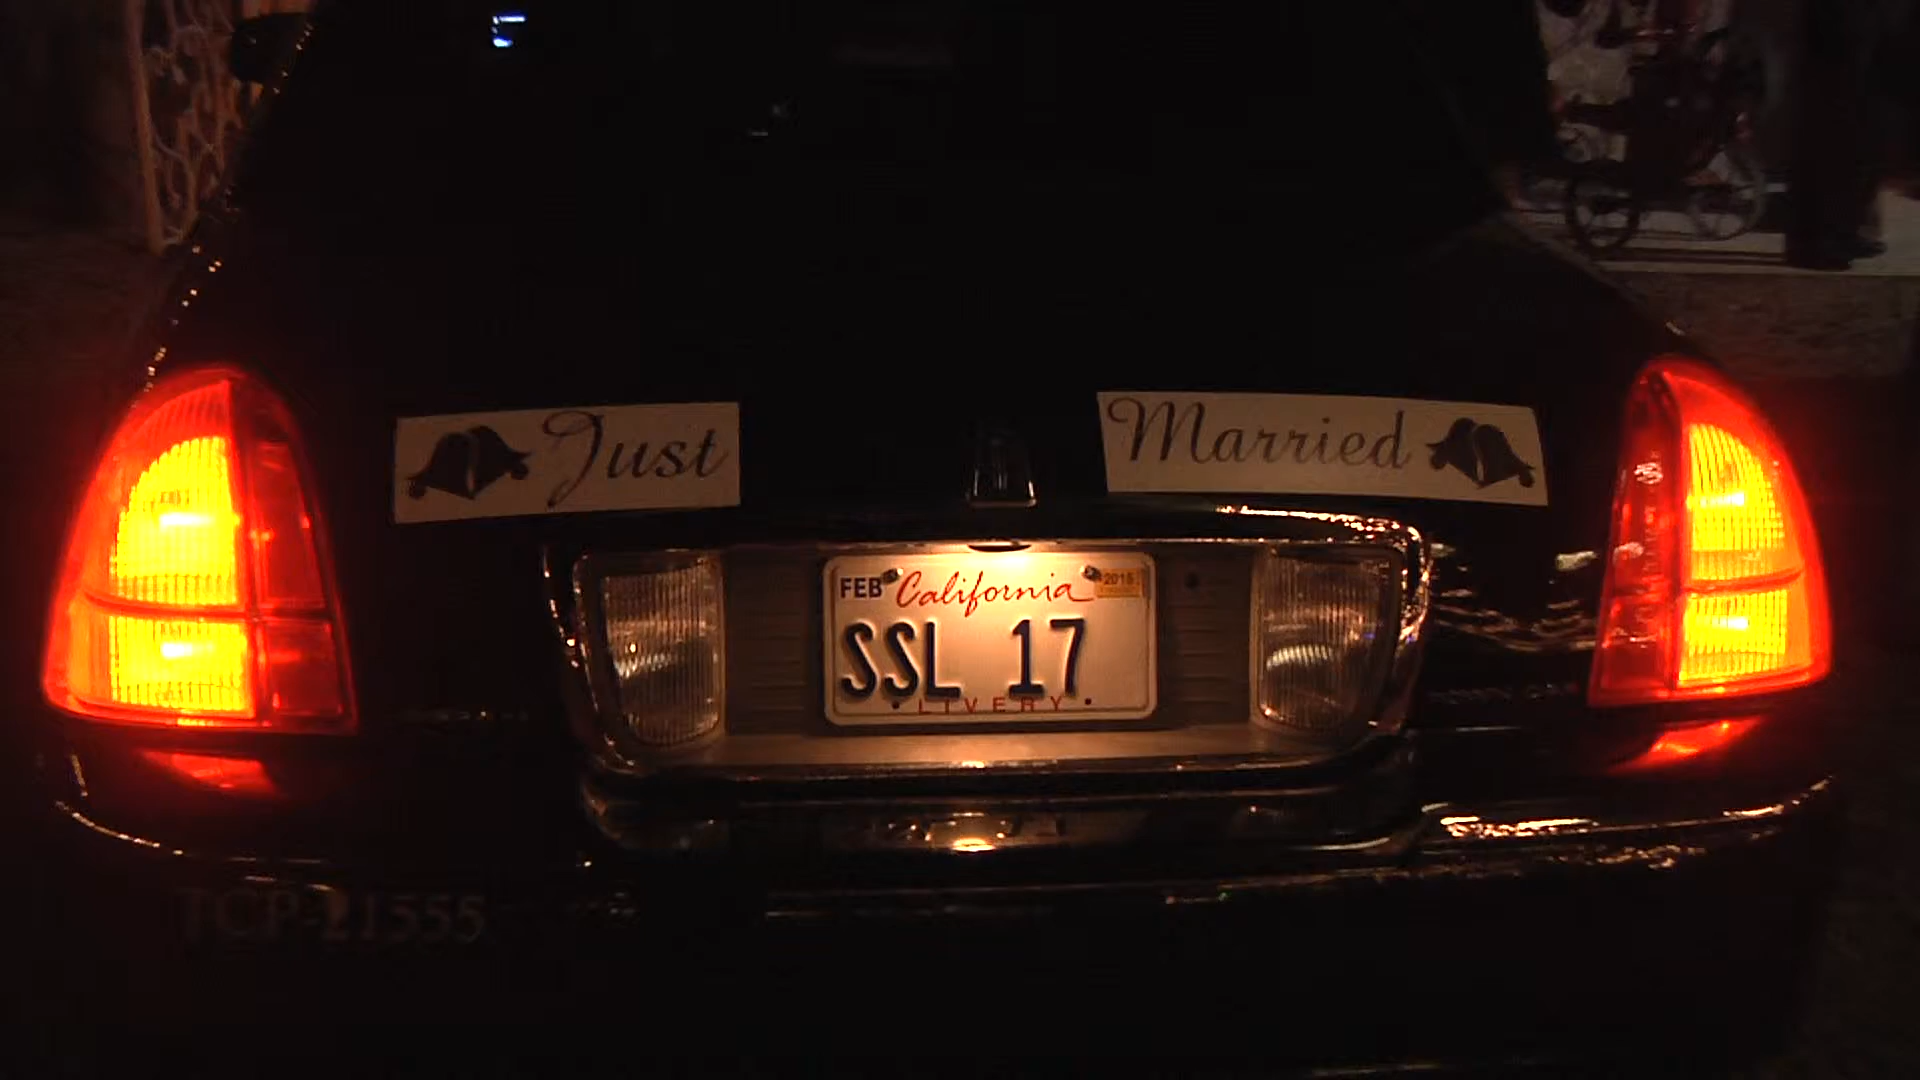 Just
Married
FEB California 2015
SSL 17
LIVERY
TCP-21555